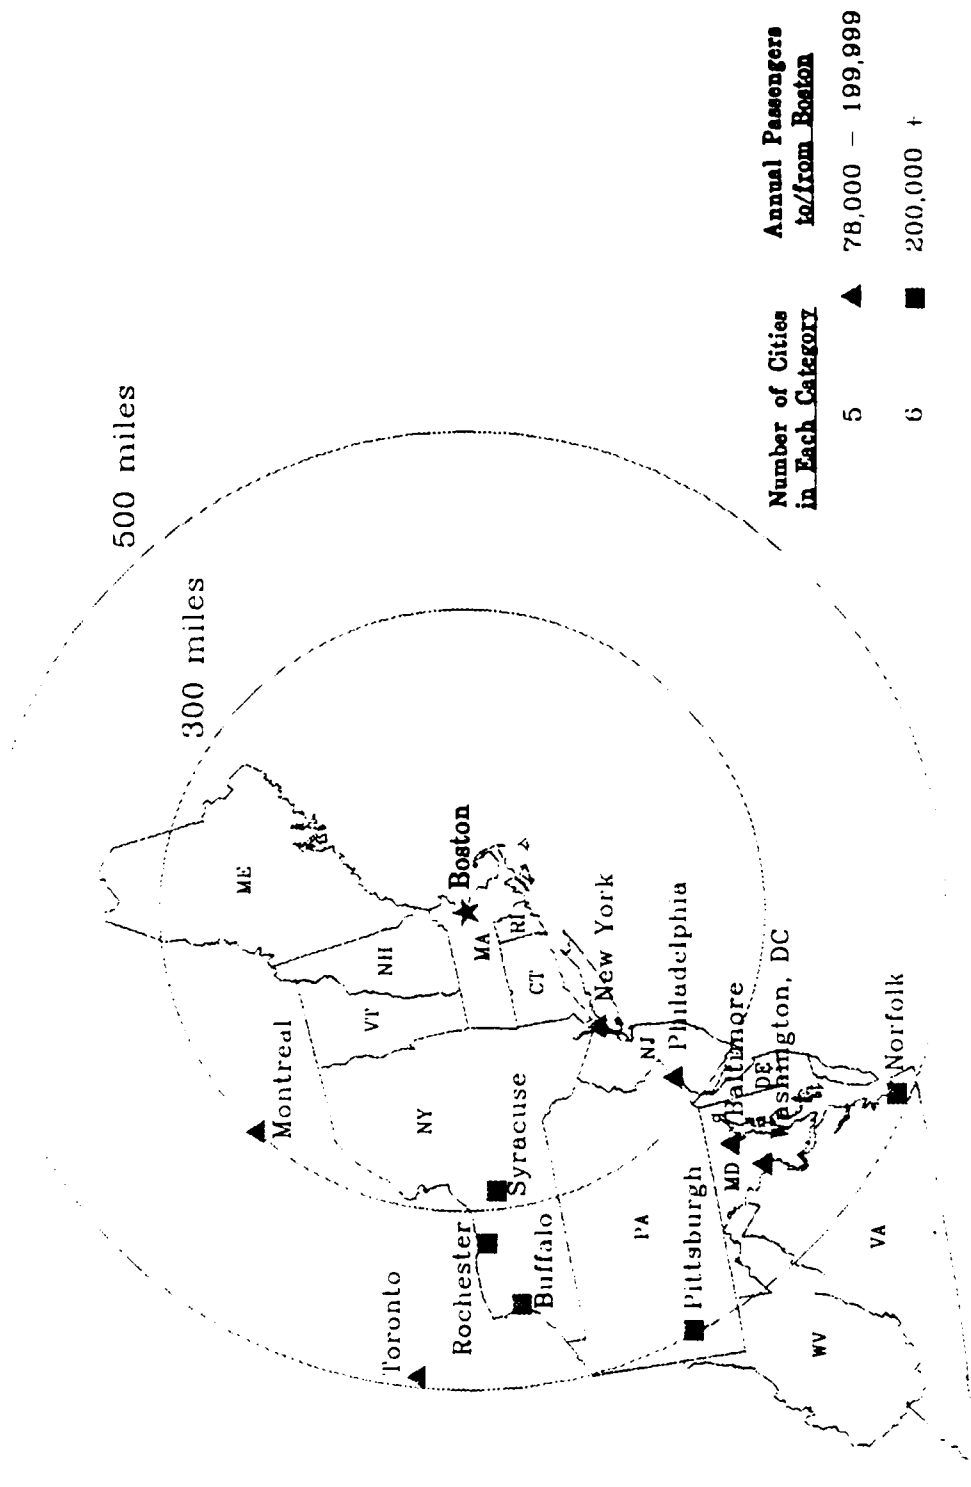 500 miles
300 miles
ME
Boston
NH
VT
MA
RI
CT
Montreal
NY
New York
Syracuse
Rochester
Buffalo
Toronto
NJ
Philadelphia
PA
Baltimore
DE
Washington, DC
MD
Pittsburgh
Norfolk
VA
WV
Number of Cities
in Each Category
Annual Passengers
to/from Boston
5 78,000 - 199,999
6 200,000 +